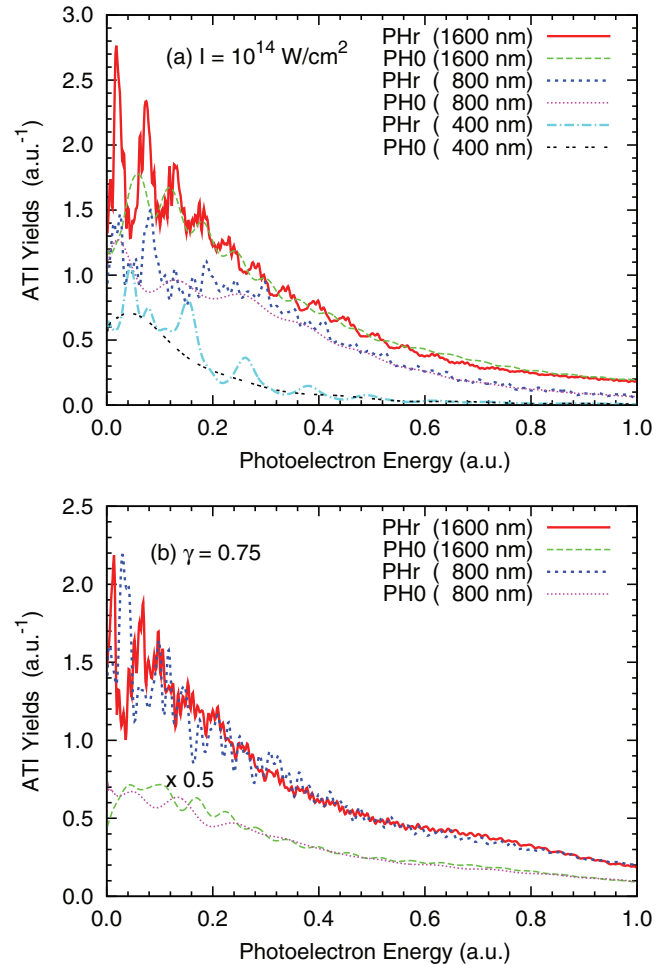 3.0
2.5
2.0
1.5
1.0
0.5
0.0
ATI Yields (a.u.⁻¹)
(a) I = 10¹⁴ W/cm²
PHr (1600 nm)
PH0 (1600 nm)
PHr ( 800 nm)
PH0 ( 800 nm)
PHr ( 400 nm)
PH0 ( 400 nm)
0.0 0.2 0.4 0.6 0.8 1.0
Photoelectron Energy (a.u.)
2.5
2.0
1.5
1.0
0.5
0.0
ATI Yields (a.u.⁻¹)
(b) γ = 0.75
PHr (1600 nm)
PH0 (1600 nm)
PHr ( 800 nm)
PH0 ( 800 nm)
x 0.5
0.0 0.2 0.4 0.6 0.8 1.0
Photoelectron Energy (a.u.)